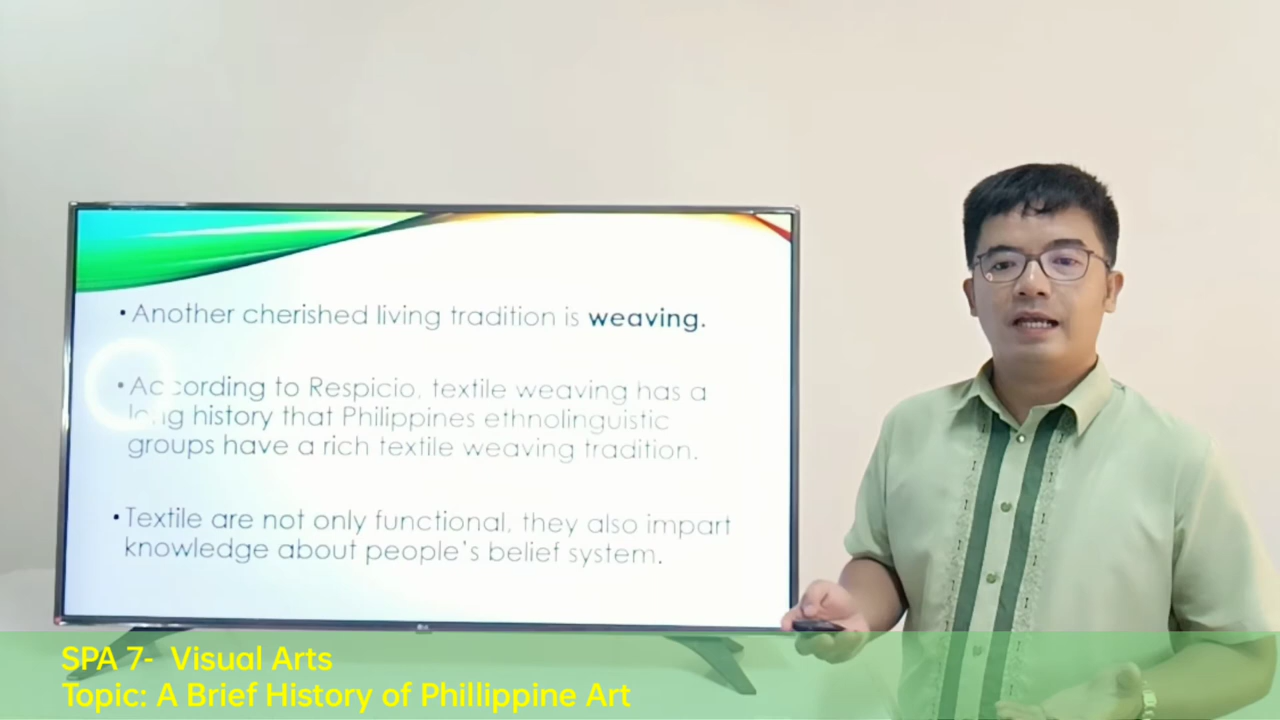 • Another cherished living tradition is weaving.
• According to Respicio, textile weaving has a
long history that Philippines ethnolinguistic
groups have a rich textile weaving tradition.
• Textile are not only functional, they also impart
knowledge about people's belief system.
LG
SPA 7- Visual Arts
Topic: A Brief History of Phillippine Art